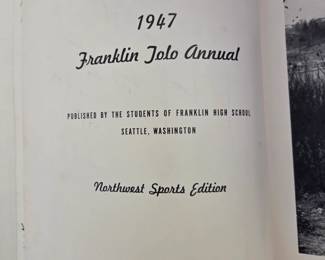 1947
Franklin Tolo Annual
PUBLISHED BY THE STUDENTS OF FRANKLIN HIGH SCHOOL
SEATTLE, WASHINGTON
Northwest Sports Edition